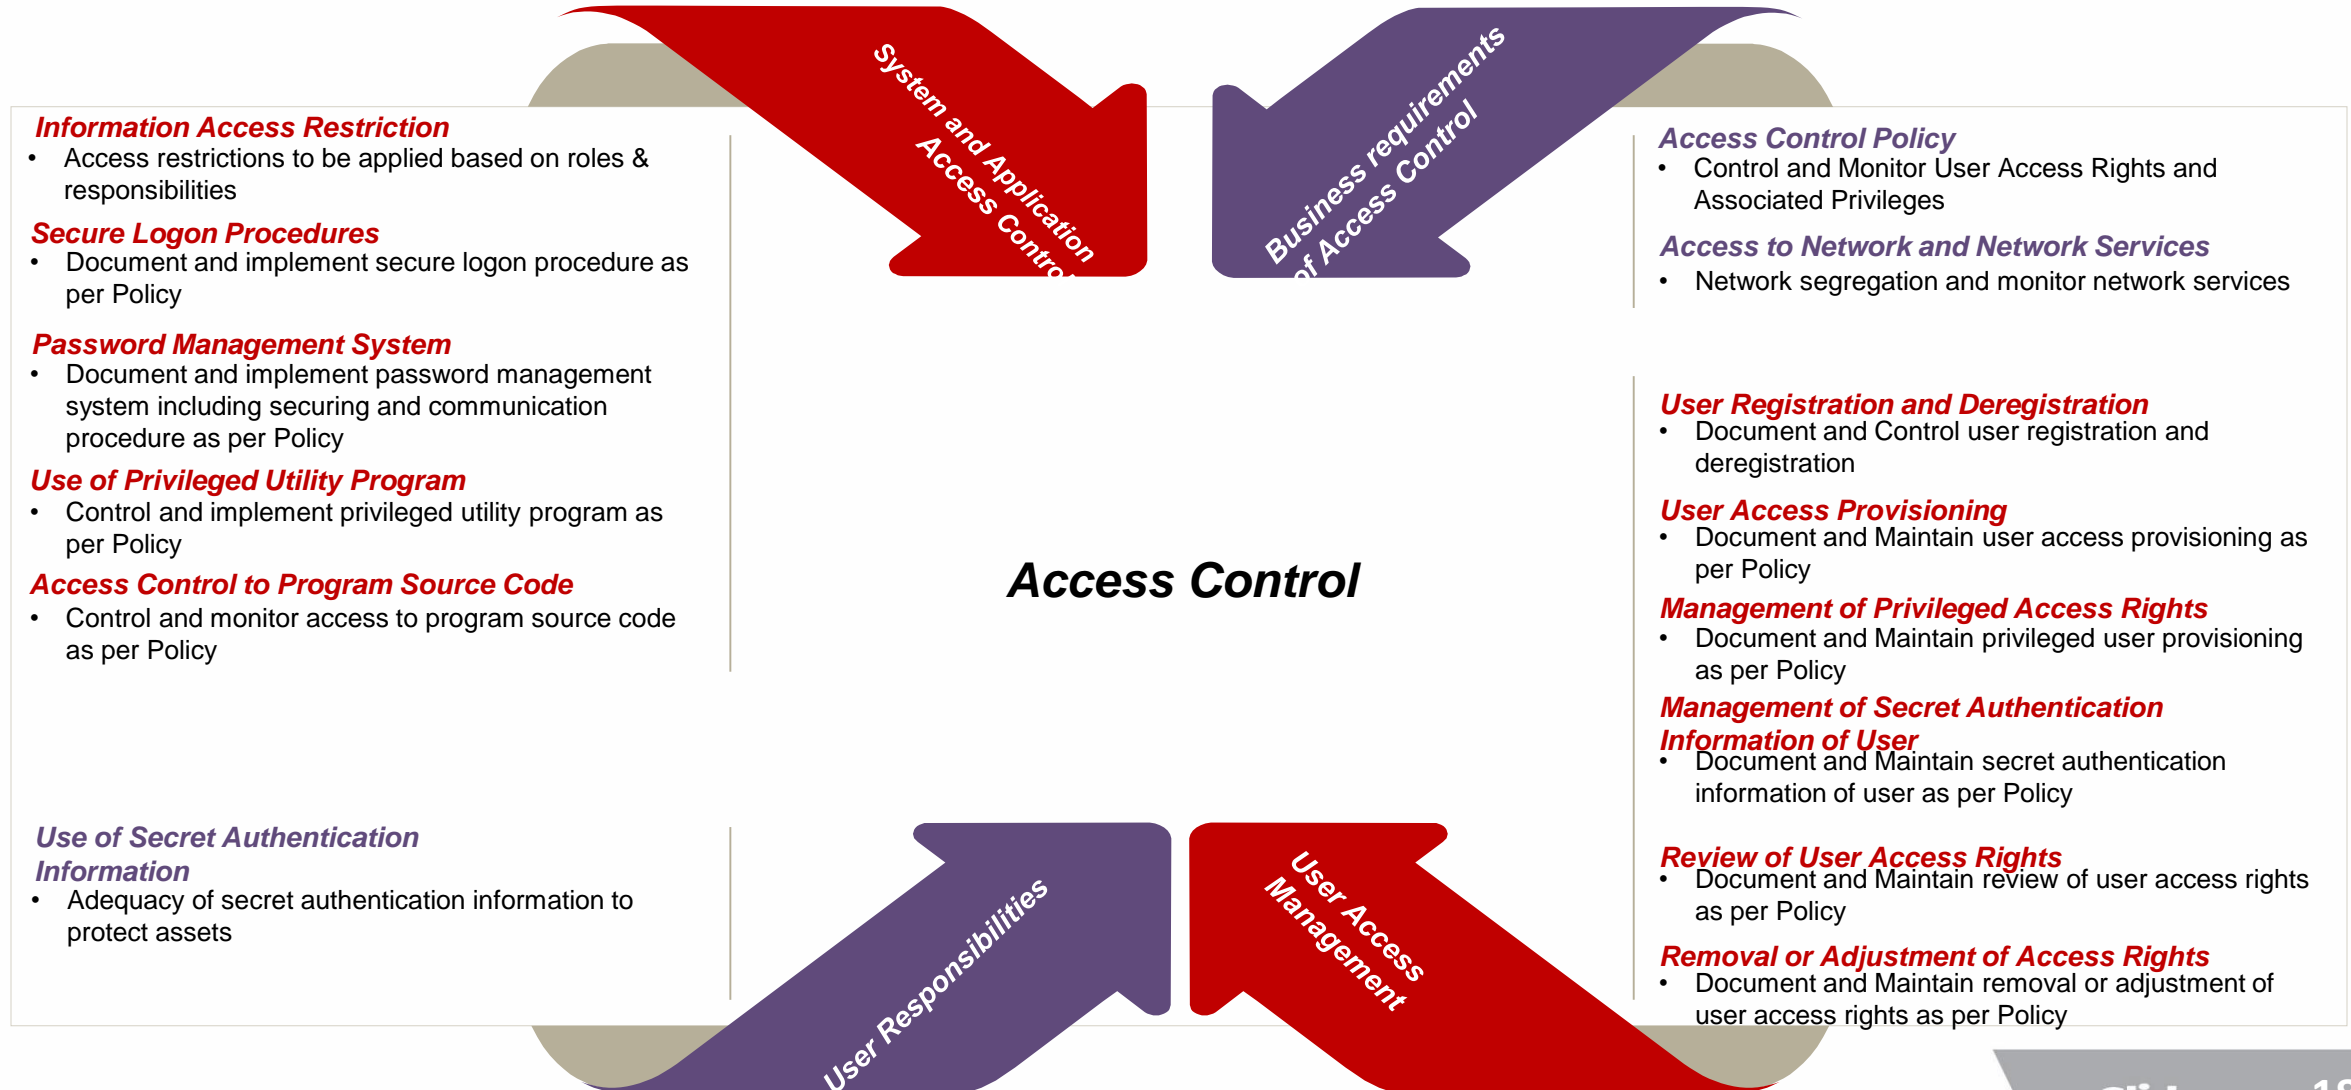 System and Application
Access Control
Business requirements
of Access Control
Information Access Restriction
• Access restrictions to be applied based on roles &
responsibilities
Secure Logon Procedures
• Document and implement secure logon procedure as
per Policy
Password Management System
• Document and implement password management
system including securing and communication
procedure as per Policy
Use of Privileged Utility Program
• Control and implement privileged utility program as
per Policy
Access Control to Program Source Code
• Control and monitor access to program source code
as per Policy
Use of Secret Authentication
Information
• Adequacy of secret authentication information to
protect assets
Access Control
Access Control Policy
• Control and Monitor User Access Rights and
Associated Privileges
Access to Network and Network Services
• Network segregation and monitor network services
User Registration and Deregistration
• Document and Control user registration and
deregistration
User Access Provisioning
• Document and Maintain user access provisioning as
per Policy
Management of Privileged Access Rights
• Document and Maintain privileged user provisioning
as per Policy
Management of Secret Authentication
Information of User
• Document and Maintain secret authentication
information of user as per Policy
Review of User Access Rights
• Document and Maintain review of user access rights
as per Policy
Removal or Adjustment of Access Rights
• Document and Maintain removal or adjustment of
user access rights as per Policy
User Responsibilities
User Access
Management